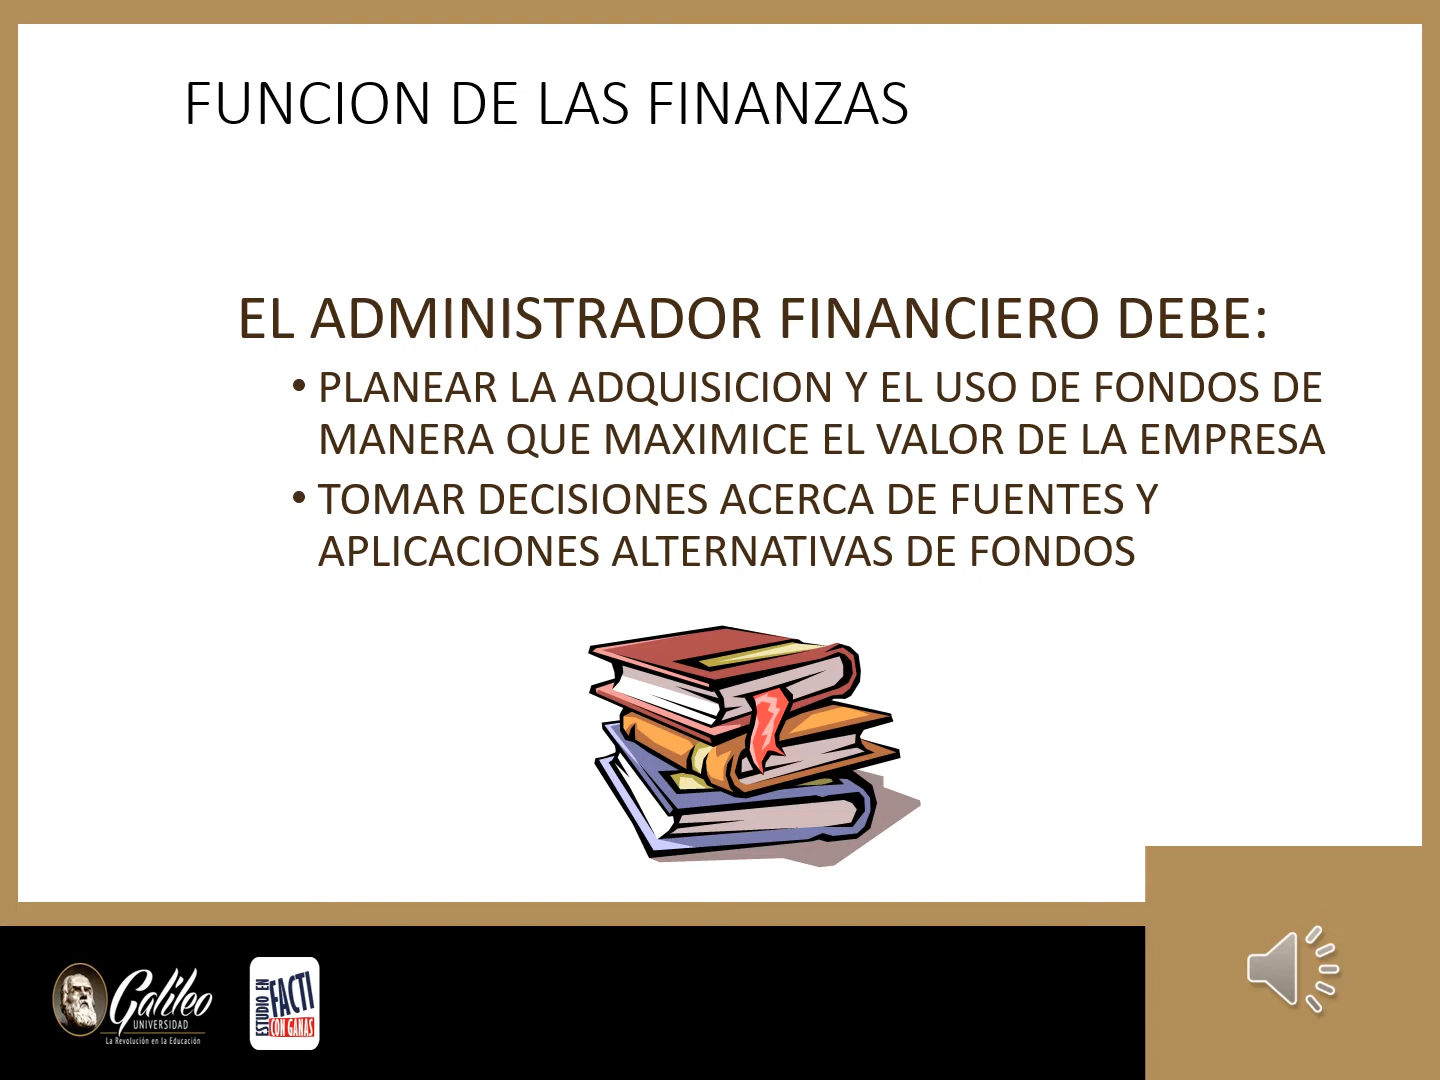 FUNCION DE LAS FINANZAS
EL ADMINISTRADOR FINANCIERO DEBE:
• PLANEAR LA ADQUISICION Y EL USO DE FONDOS DE
MANERA QUE MAXIMICE EL VALOR DE LA EMPRESA
• TOMAR DECISIONES ACERCA DE FUENTES Y
APLICACIONES ALTERNATIVAS DE FONDOS
Galileo
UNIVERSIDAD
La Revolución en la Educación
ESTUDIO EN
FACTI
CON GANAS